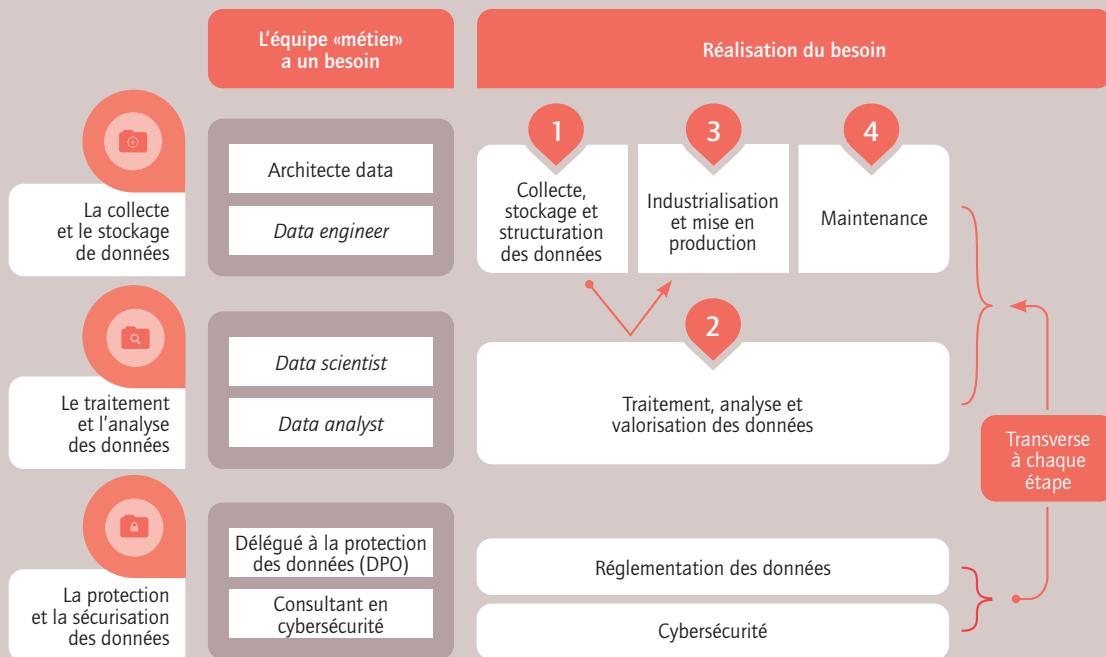 L'équipe «métier»
a un besoin
Réalisation du besoin
La collecte
et le stockage
de données
Architecte data
Data engineer
1
Collecte,
stockage et
structuration
des données
3
Industrialisation
et mise en
production
4
Maintenance
Le traitement
et l'analyse
des données
Data scientist
Data analyst
2
Traitement, analyse et
valorisation des données
Transverse
à chaque
étape
La protection
et la sécurisation
des données
Délégué à la protection
des données (DPO)
Consultant en
cybersécurité
Réglementation des données
Cybersécurité